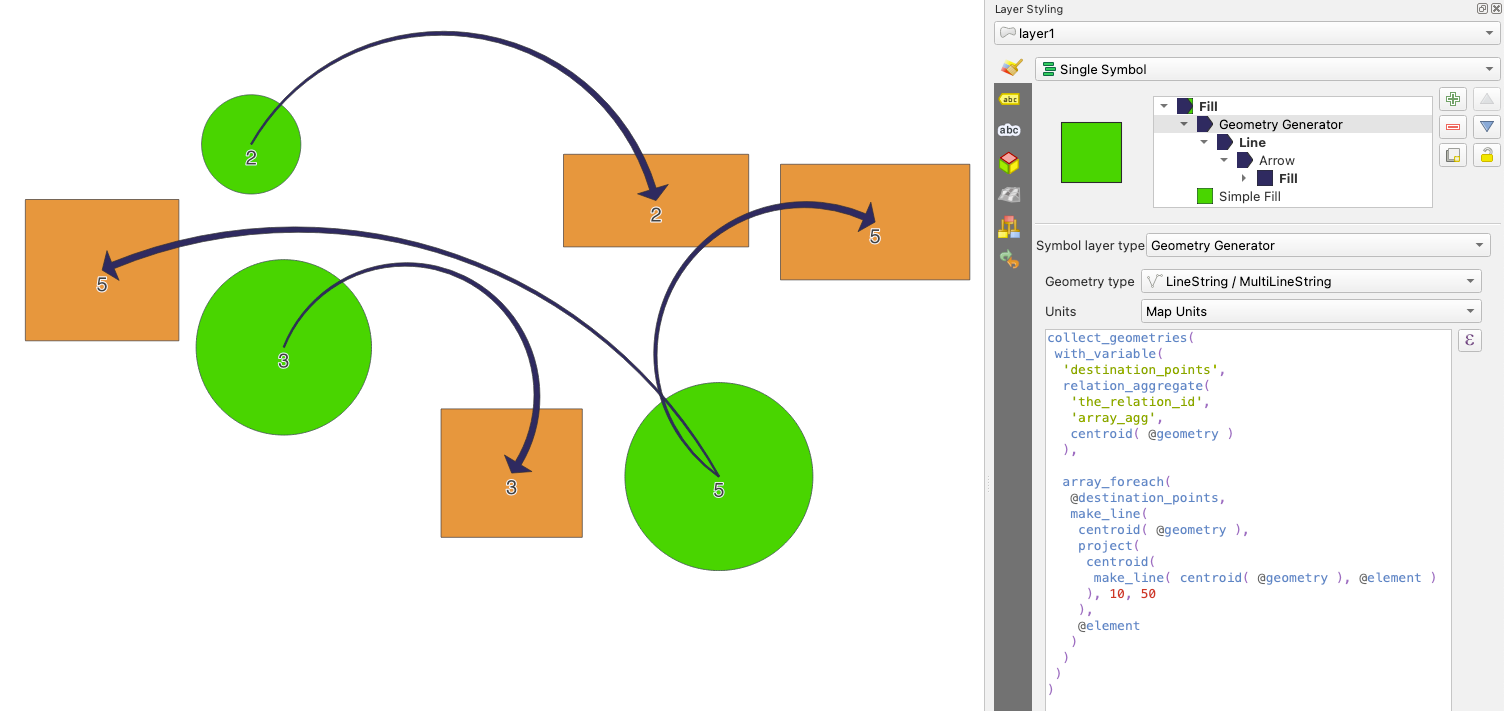 Layer Styling
layer1
Single Symbol
abc
abc
Fill
Geometry Generator
Line
Arrow
Fill
Simple Fill
Symbol layer type Geometry Generator
Geometry type LineString / MultiLineString
Units Map Units
collect_geometries(
with_variable(
'destination_points',
relation_aggregate(
'the_relation_id',
'array_agg',
centroid( @geometry )
),
array_foreach(
@destination_points,
make_line(
centroid( @geometry ),
project(
centroid(
make_line( centroid( @geometry ), @element )
), 10, 50
),
@element
)
)
)
)
ε
2
2
5
5
3
3
5